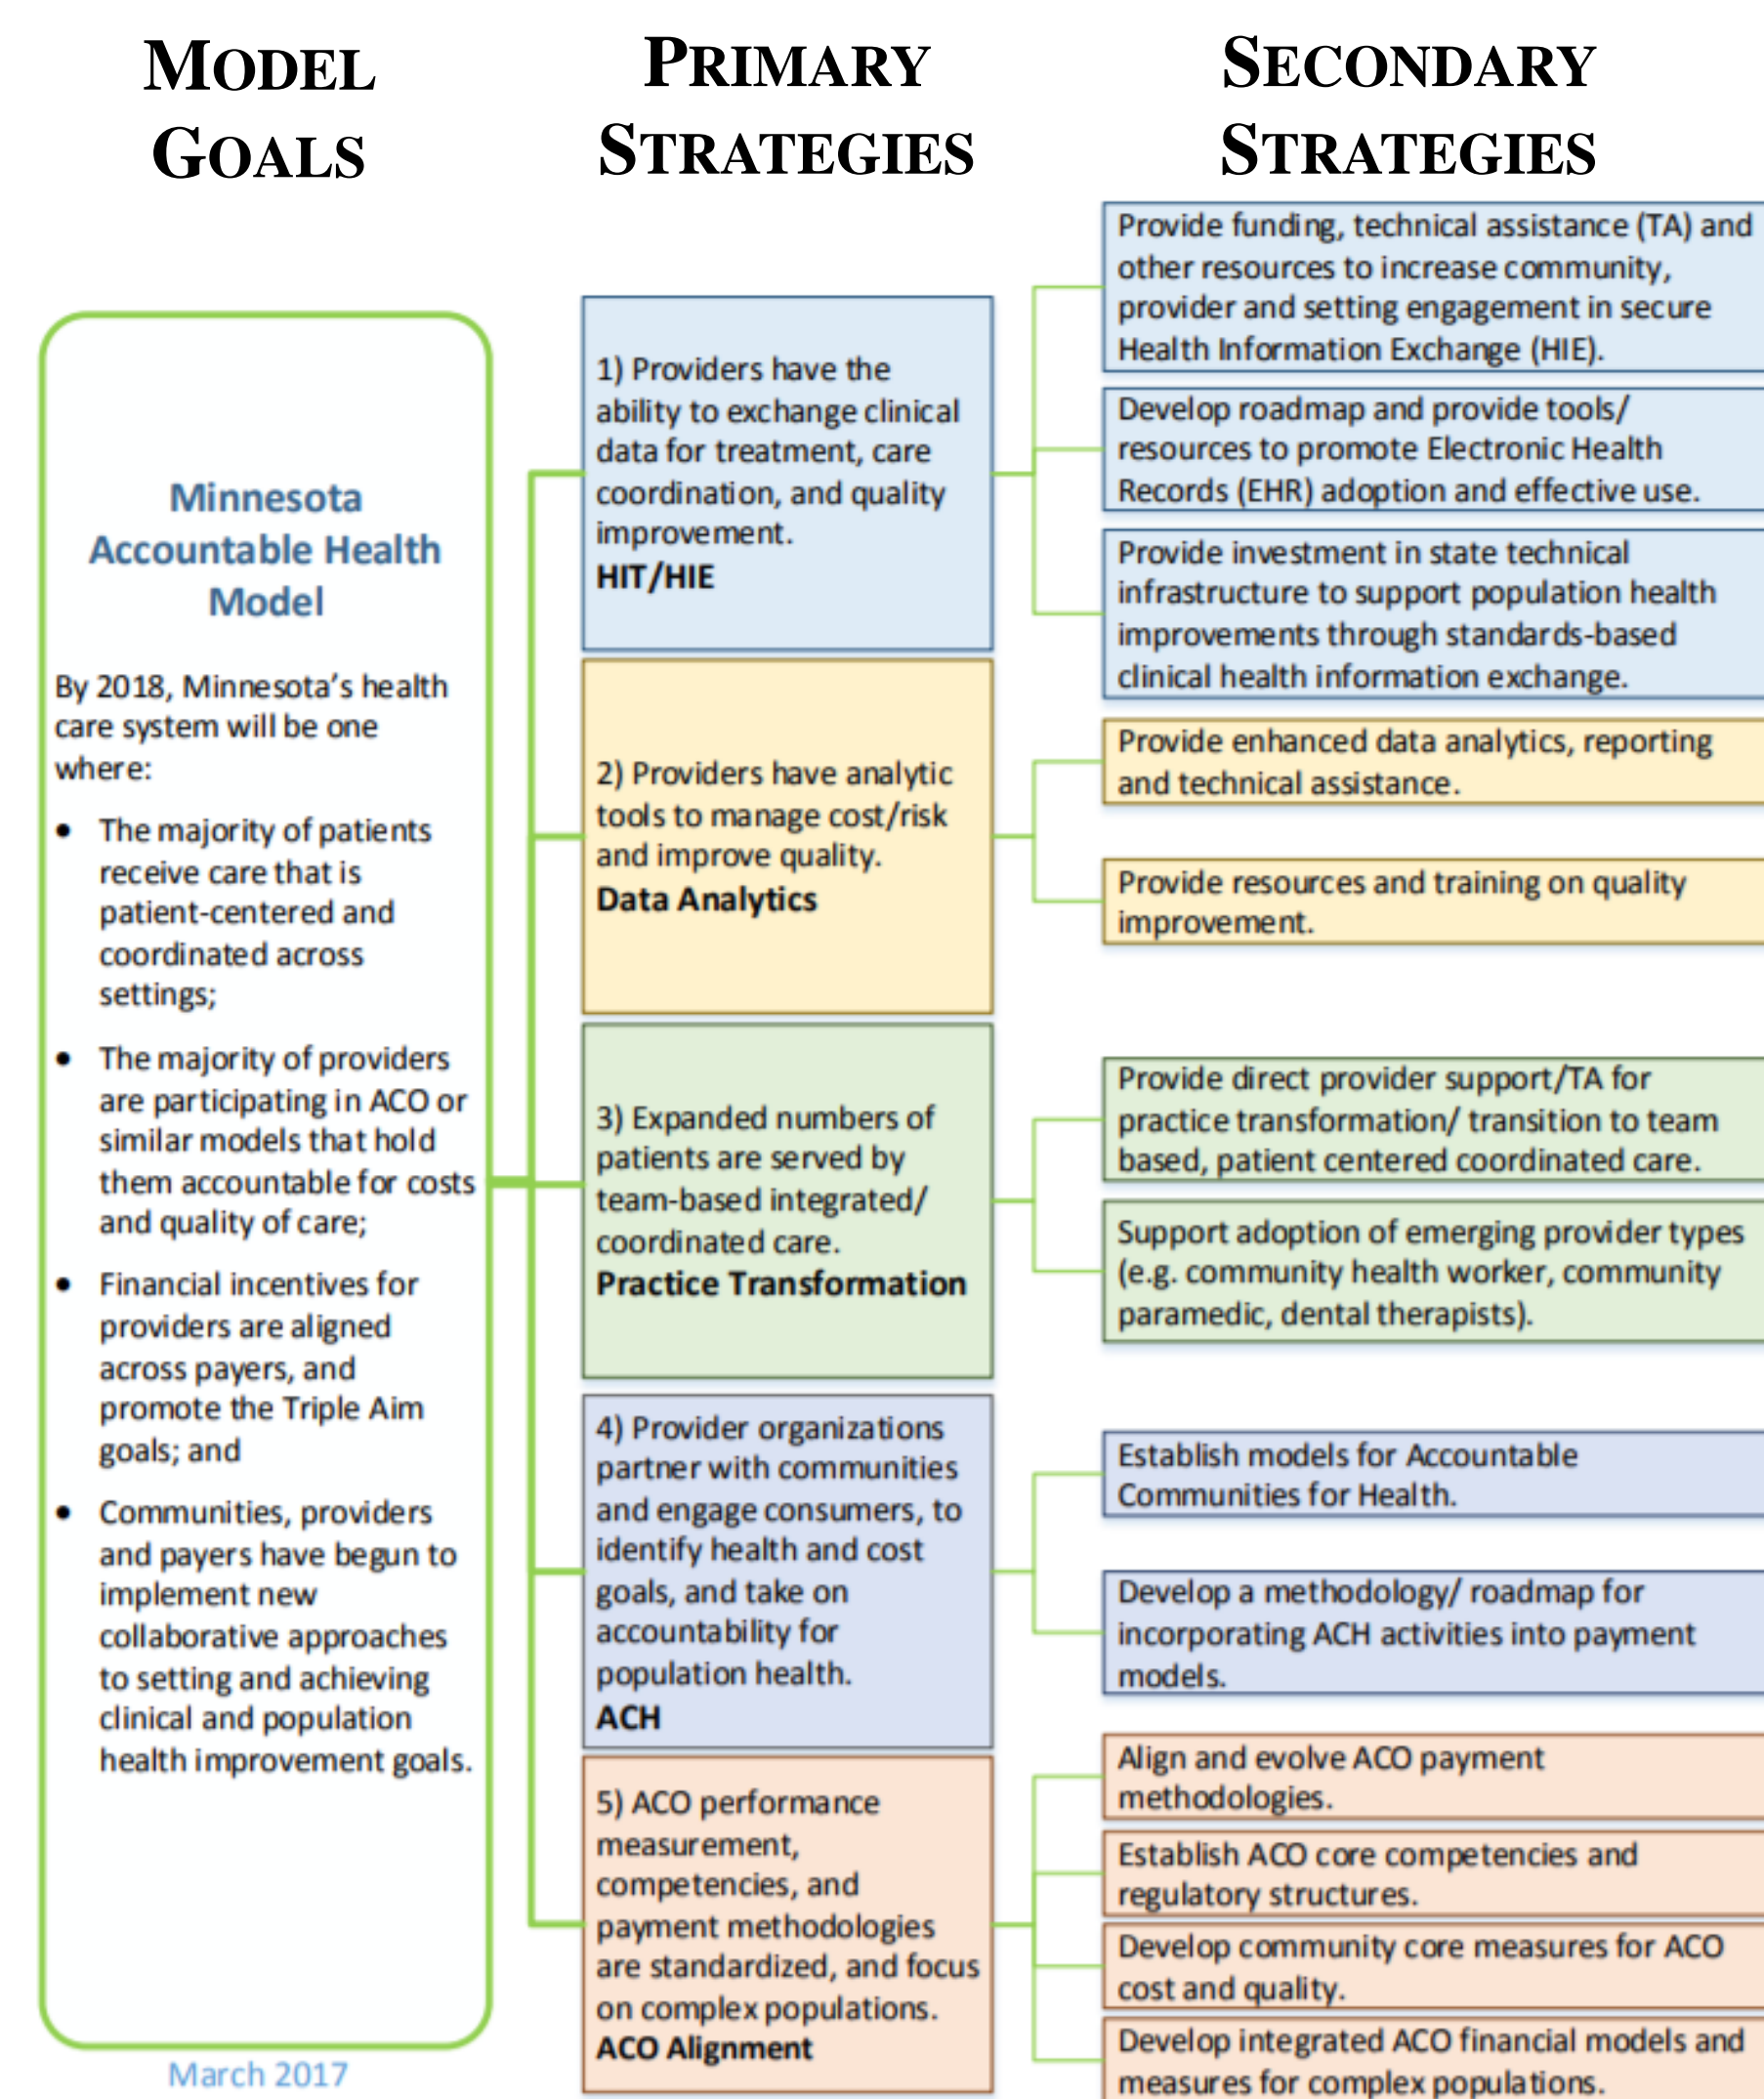 MODEL
GOALS
PRIMARY
STRATEGIES
SECONDARY
STRATEGIES
Minnesota
Accountable Health
Model
By 2018, Minnesota’s health
care system will be one
where:
• The majority of patients
receive care that is
patient-centered and
coordinated across
settings;
• The majority of providers
are participating in ACO or
similar models that hold
them accountable for costs
and quality of care;
• Financial incentives for
providers are aligned
across payers, and
promote the Triple Aim
goals; and
• Communities, providers
and payers have begun to
implement new
collaborative approaches
to setting and achieving
clinical and population
health improvement goals.
March 2017
1) Providers have the
ability to exchange clinical
data for treatment, care
coordination, and quality
improvement.
HIT/HIE
2) Providers have analytic
tools to manage cost/risk
and improve quality.
Data Analytics
3) Expanded numbers of
patients are served by
team-based integrated/
coordinated care.
Practice Transformation
4) Provider organizations
partner with communities
and engage consumers, to
identify health and cost
goals, and take on
accountability for
population health.
ACH
5) ACO performance
measurement,
competencies, and
payment methodologies
are standardized, and focus
on complex populations.
ACO Alignment
Provide funding, technical assistance (TA) and
other resources to increase community,
provider and setting engagement in secure
Health Information Exchange (HIE).
Develop roadmap and provide tools/
resources to promote Electronic Health
Records (EHR) adoption and effective use.
Provide investment in state technical
infrastructure to support population health
improvements through standards-based
clinical health information exchange.
Provide enhanced data analytics, reporting
and technical assistance.
Provide resources and training on quality
improvement.
Provide direct provider support/TA for
practice transformation/ transition to team
based, patient centered coordinated care.
Support adoption of emerging provider types
(e.g. community health worker, community
paramedic, dental therapists).
Establish models for Accountable
Communities for Health.
Develop a methodology/ roadmap for
incorporating ACH activities into payment
models.
Align and evolve ACO payment
methodologies.
Establish ACO core competencies and
regulatory structures.
Develop community core measures for ACO
cost and quality.
Develop integrated ACO financial models and
measures for complex populations.